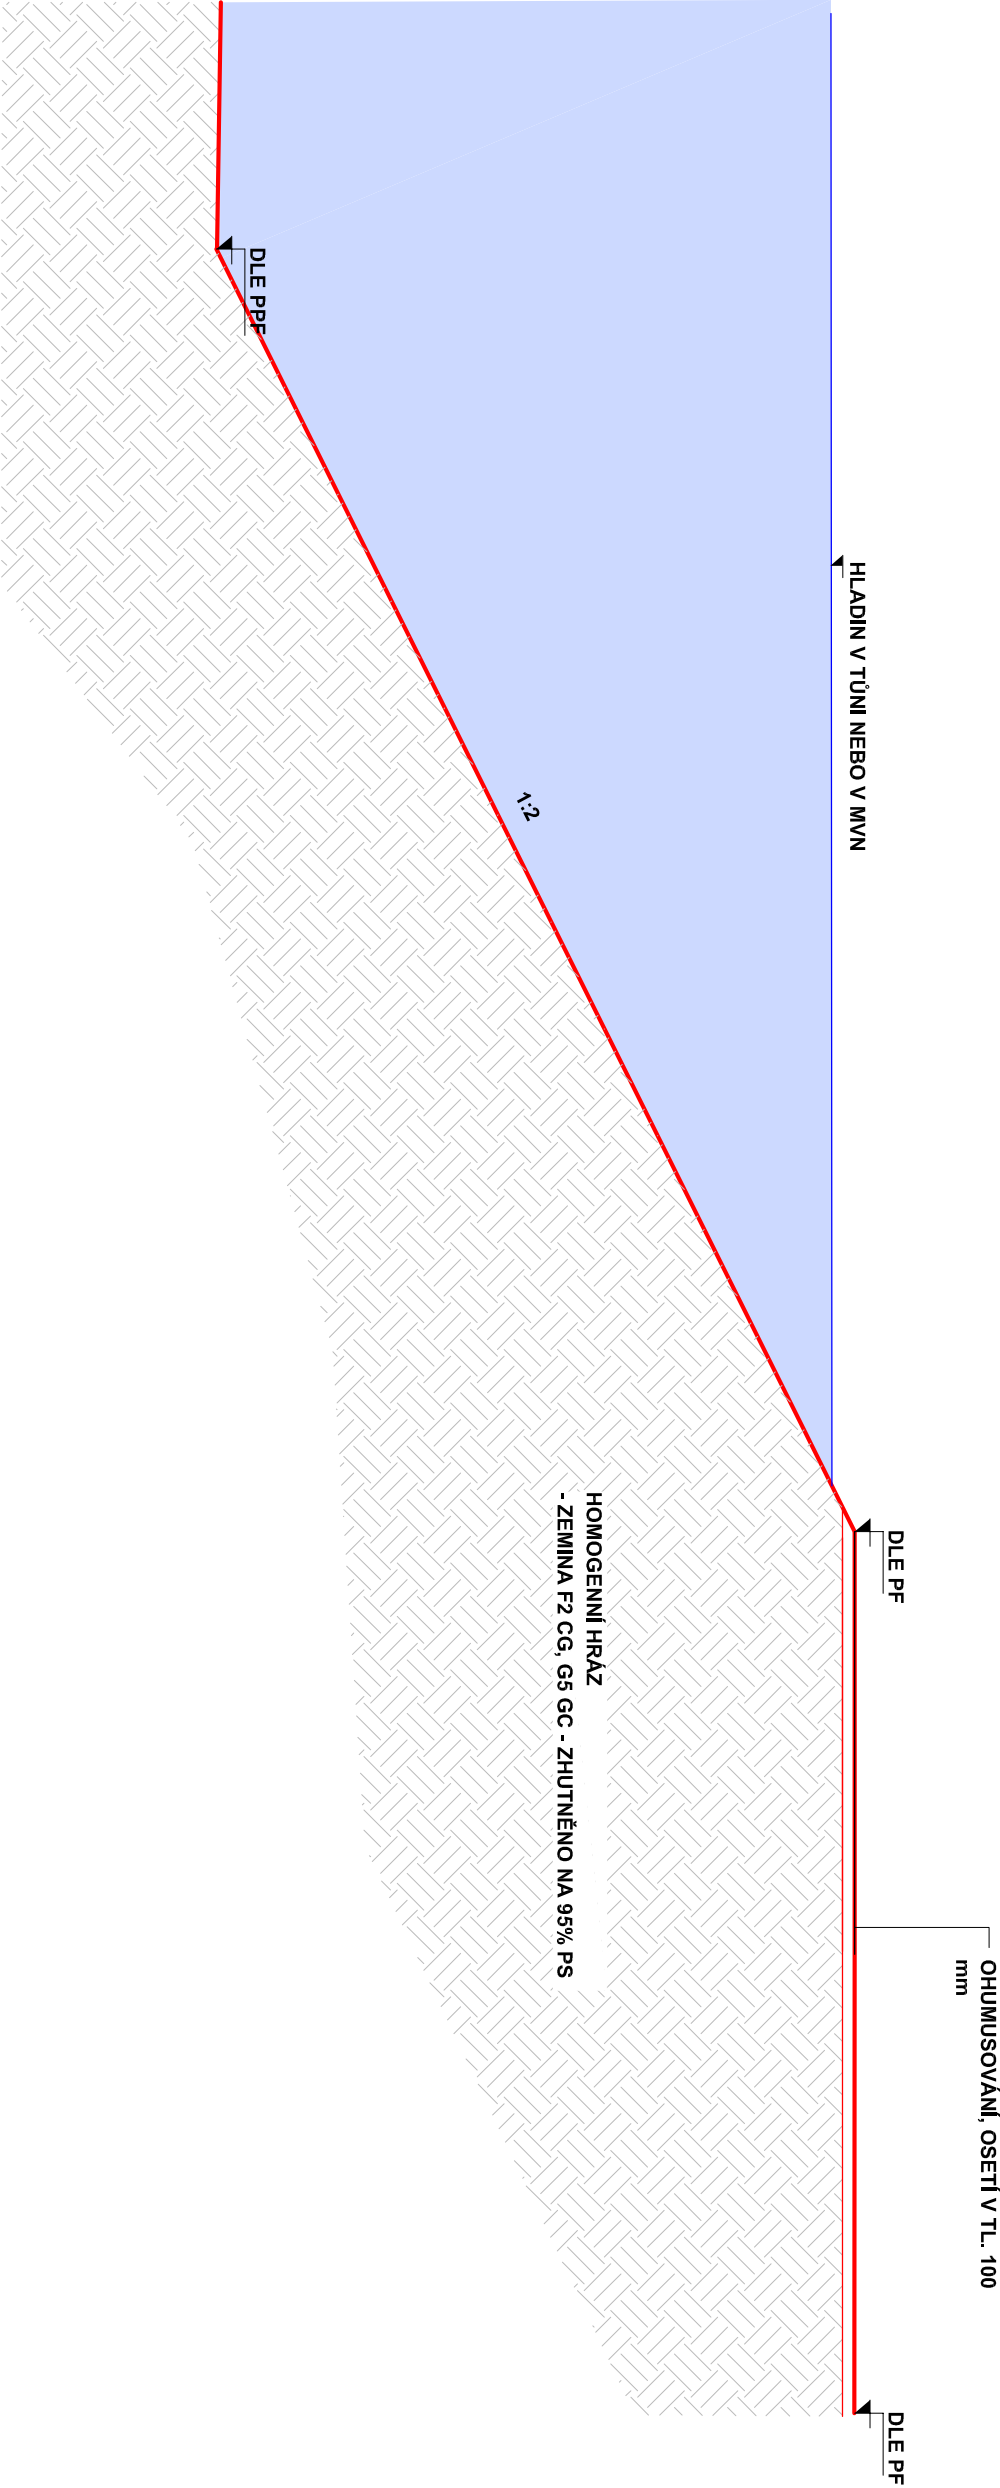 OHUMUSOVÁNÍ, OSETÍ V TL. 100
mm
DLE PPF
HLADIN V TŮNI NEBO V MVN
DLE PF
DLE PF
1:2
HOMOGENNÍ HRÁZ
- ZEMINA F2 CG, G5 GC - ZHUTNĚNO NA 95% PS